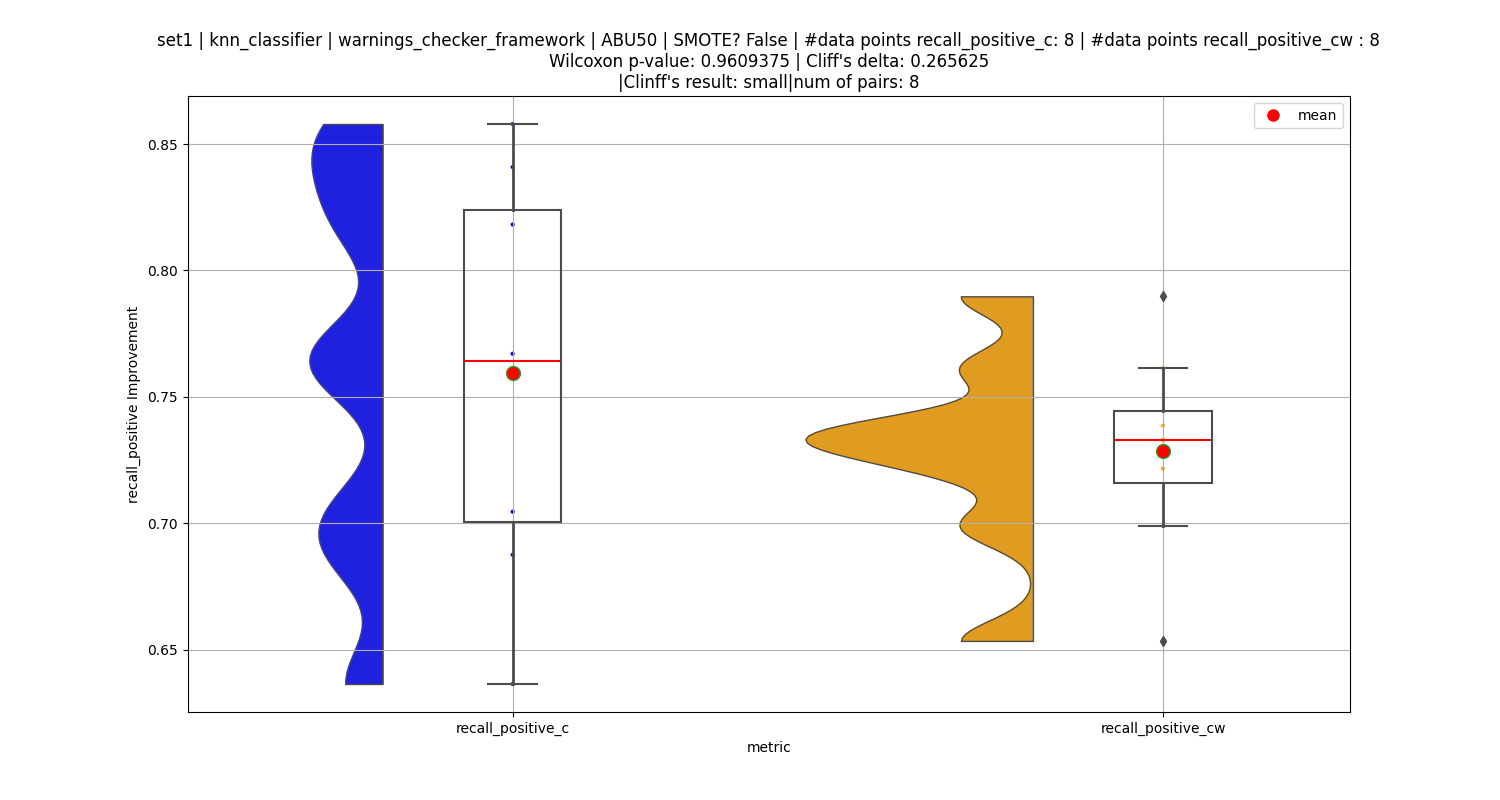 set1 | knn_classifier | warnings_checker_framework | ABU50 | SMOTE? False | #data points recall_positive_c: 8 | #data points recall_positive_cw : 8
Wilcoxon p-value: 0.9609375 | Cliff's delta: 0.265625
|Clinff's result: small|num of pairs: 8
mean
0.85
0.80
0.75
0.70
0.65
recall_positive Improvement
recall_positive_c
recall_positive_cw
metric